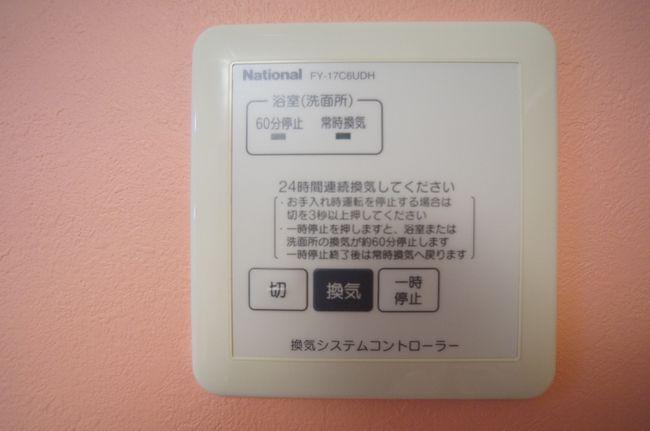 National FY-17C6UDH
浴室(洗面所)
60分停止 常時換気
24時間連続換気してください
・お手入れ時運転を停止する場合は
切を3秒以上押してください
・一時停止を押しますと、浴室または
洗面所の換気が約60分停止します
一時停止終了後は常時換気へ戻ります
切 換気 一時
停止
換気システムコントローラー